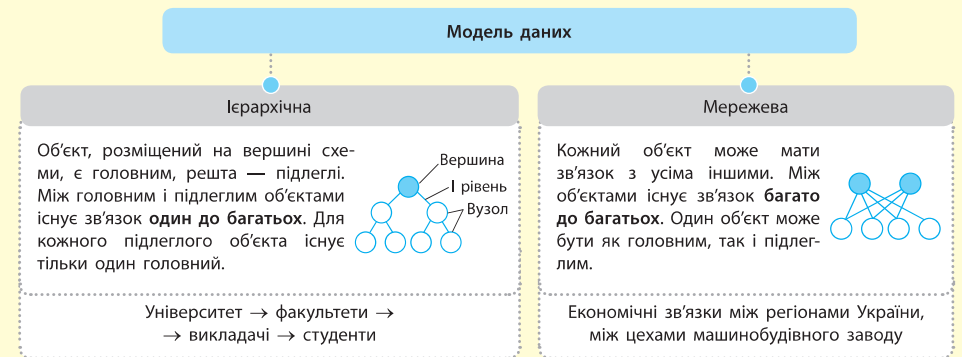 Модель даних
Ієрархічна
Об'єкт, розміщений на вершині схе-
ми, є головним, решта — підлеглі.
Між головним і підлеглим об'єктами
існує зв'язок один до багатьох. Для
кожного підлеглого об'єкта існує
тільки один головний.
Вершина
І рівень
Вузол
Університет → факультети →
→ викладачі → студенти
Мережева
Кожний об'єкт може мати
зв'язок з усіма іншими. Між
об'єктами існує зв'язок багато
до багатьох. Один об'єкт може
бути як головним, так і підлег-
лим.
Економічні зв'язки між регіонами України,
між цехами машинобудівного заводу